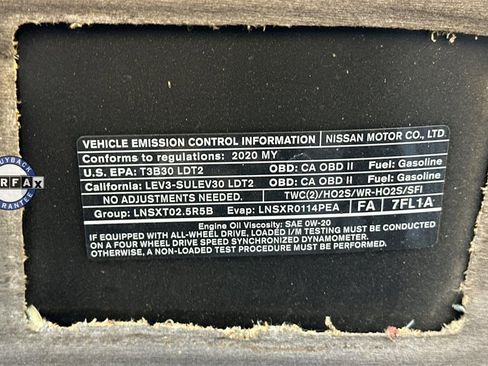 VEHICLE EMISSION CONTROL INFORMATION NISSAN MOTOR CO., LTD
Conforms to regulations: 2020 MY
U.S. EPA: T3B30 LDT2 OBD: CA OBD II Fuel: Gasoline
California: LEV3-SULEV30 LDT2 OBD: CA OBD II Fuel: Gasoline
NO ADJUSTMENTS NEEDED. TWC(2)/HO2S/WR-HO2S/SFI
Group: LNSXT02.5R5B Evap: LNSXR0114PEA FA 7FL1A
Engine Oil Viscosity: SAE 0W-20
IF EQUIPPED WITH ALL-WHEEL DRIVE, LOADED I/M TESTING MUST BE CONDUCTED
ON A FOUR WHEEL DRIVE SPEED SYNCHRONIZED DYNAMOMETER.
OTHERWISE, A NON-LOADED TEST PROCEDURE MUST BE PERFORMED.
UYBACK
RFAX
ARANTE